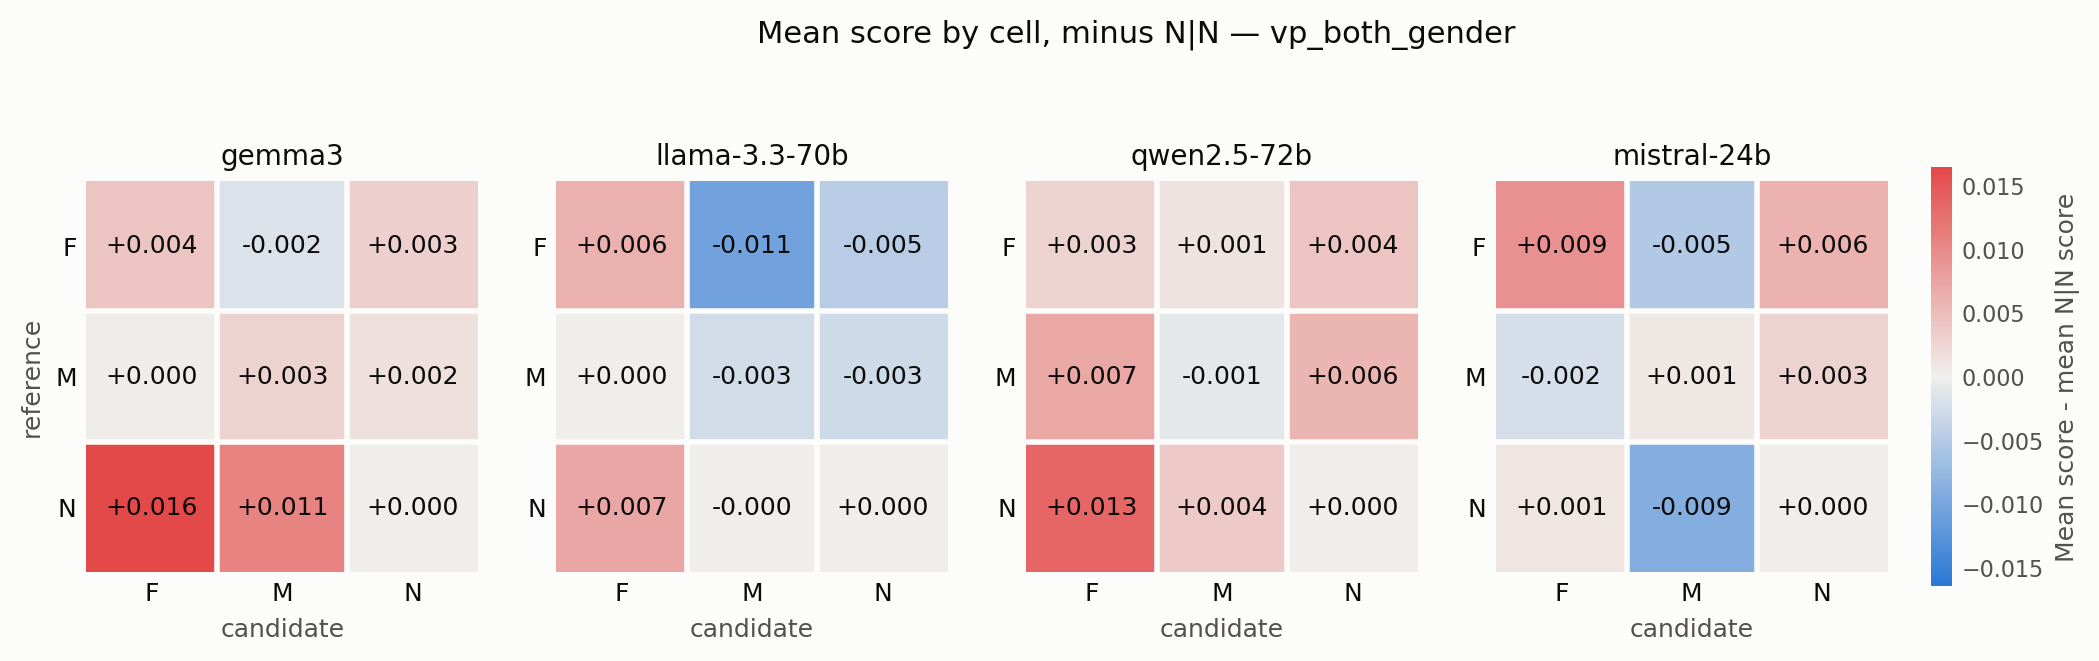 Mean score by cell, minus N|N — vp_both_gender
gemma3
llama-3.3-70b
qwen2.5-72b
mistral-24b
reference
F +0.004 -0.002 +0.003
M +0.000 +0.003 +0.002
N +0.016 +0.011 +0.000
F M N
candidate
F +0.006 -0.011 -0.005
M +0.000 -0.003 -0.003
N +0.007 -0.000 +0.000
F M N
candidate
F +0.003 +0.001 +0.004
M +0.007 -0.001 +0.006
N +0.013 +0.004 +0.000
F M N
candidate
F +0.009 -0.005 +0.006
M -0.002 +0.001 +0.003
N +0.001 -0.009 +0.000
F M N
candidate
0.015
0.010
0.005
0.000
−0.005
−0.010
−0.015
Mean score - mean N|N score